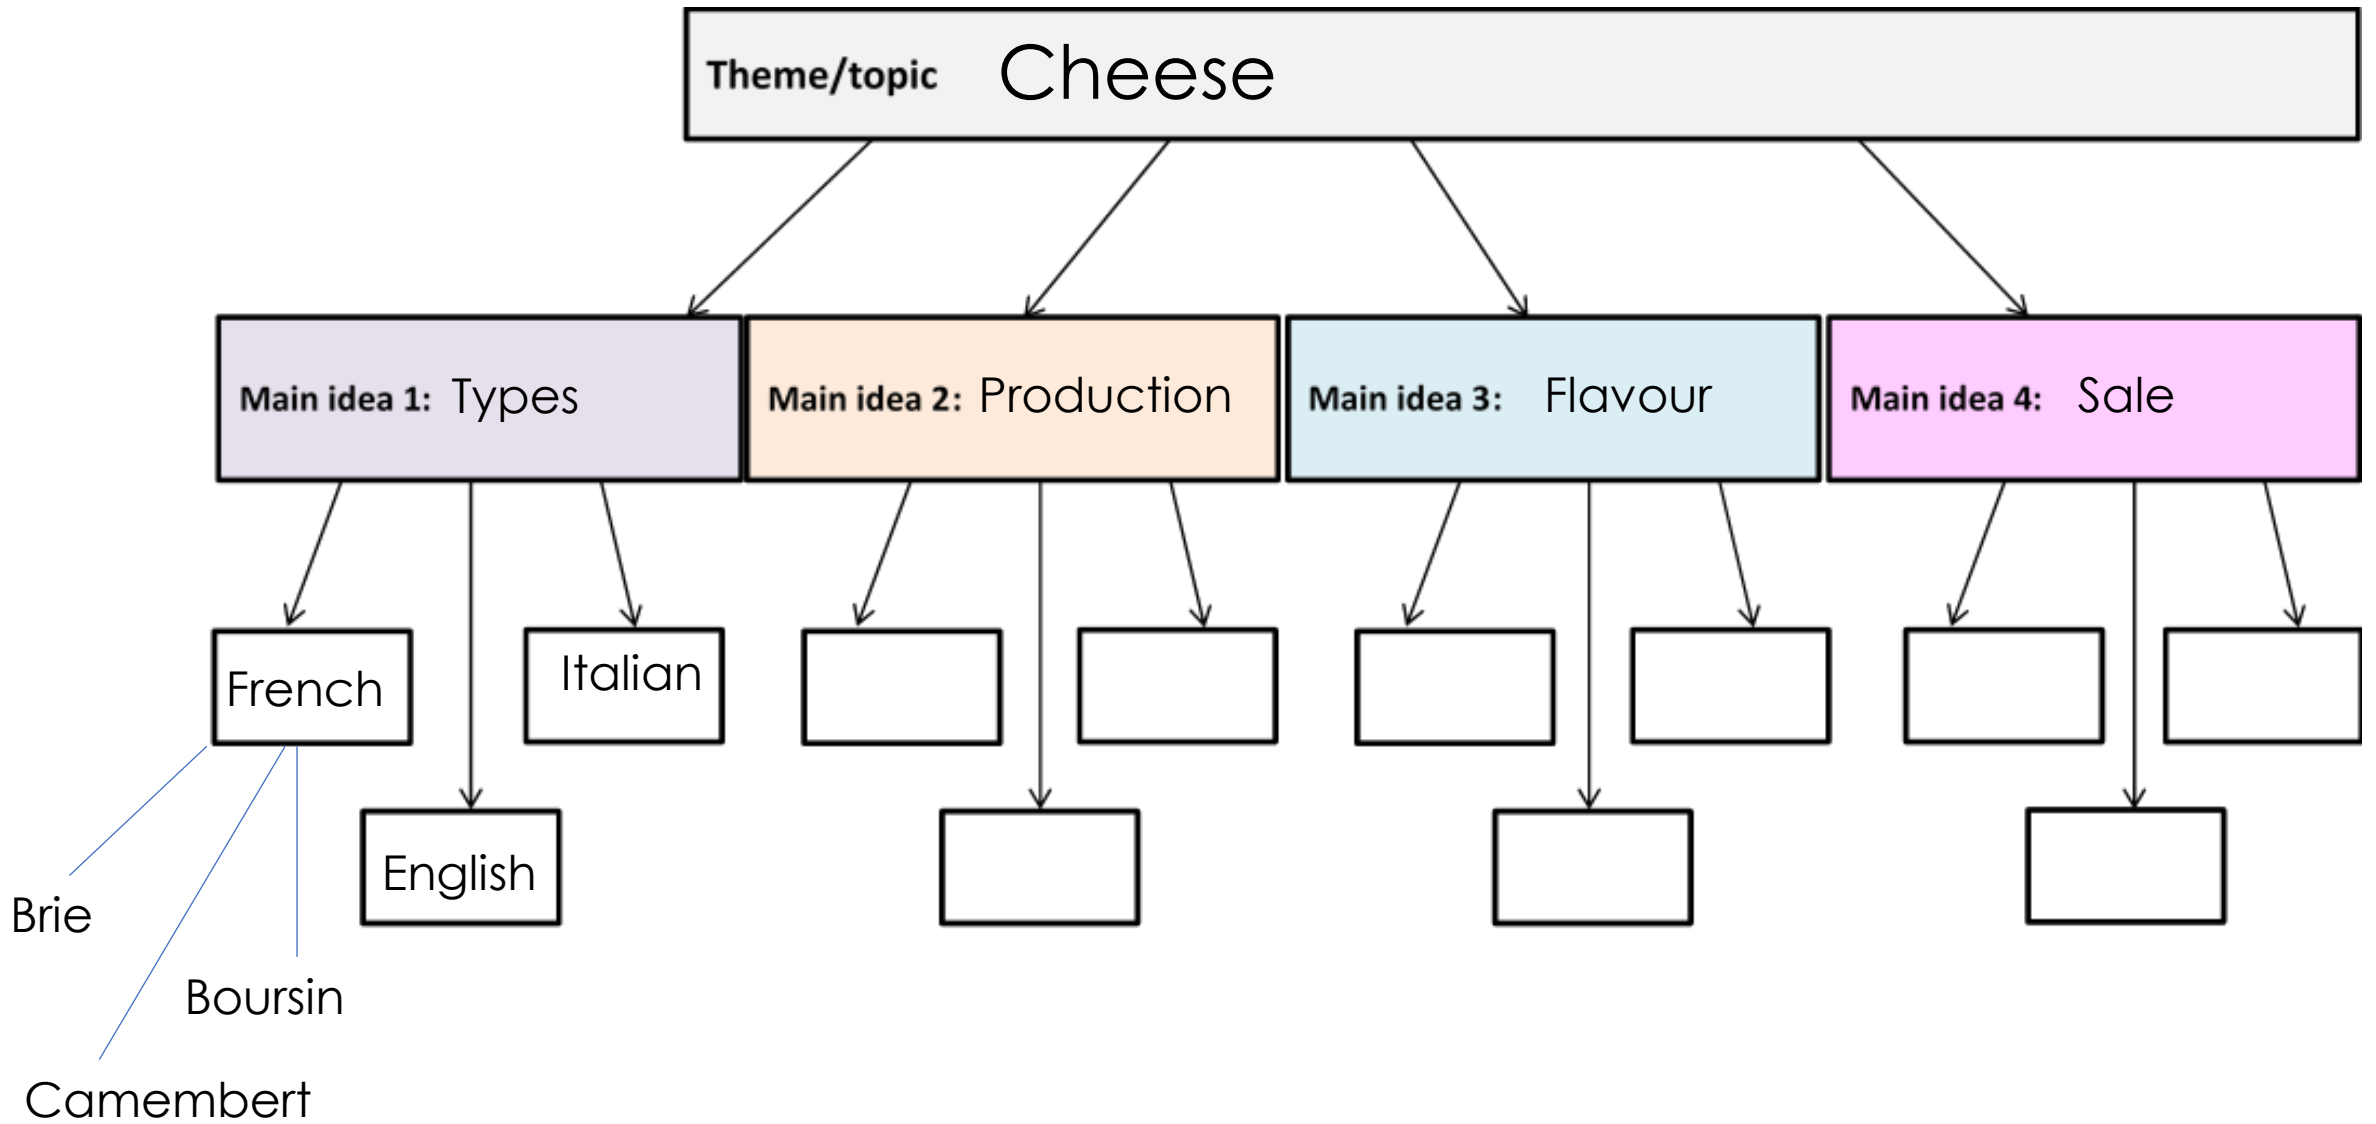 Theme/topic Cheese
Main idea 1: Types
Main idea 2: Production
Main idea 3: Flavour
Main idea 4: Sale
French
Italian
English
Brie
Boursin
Camembert